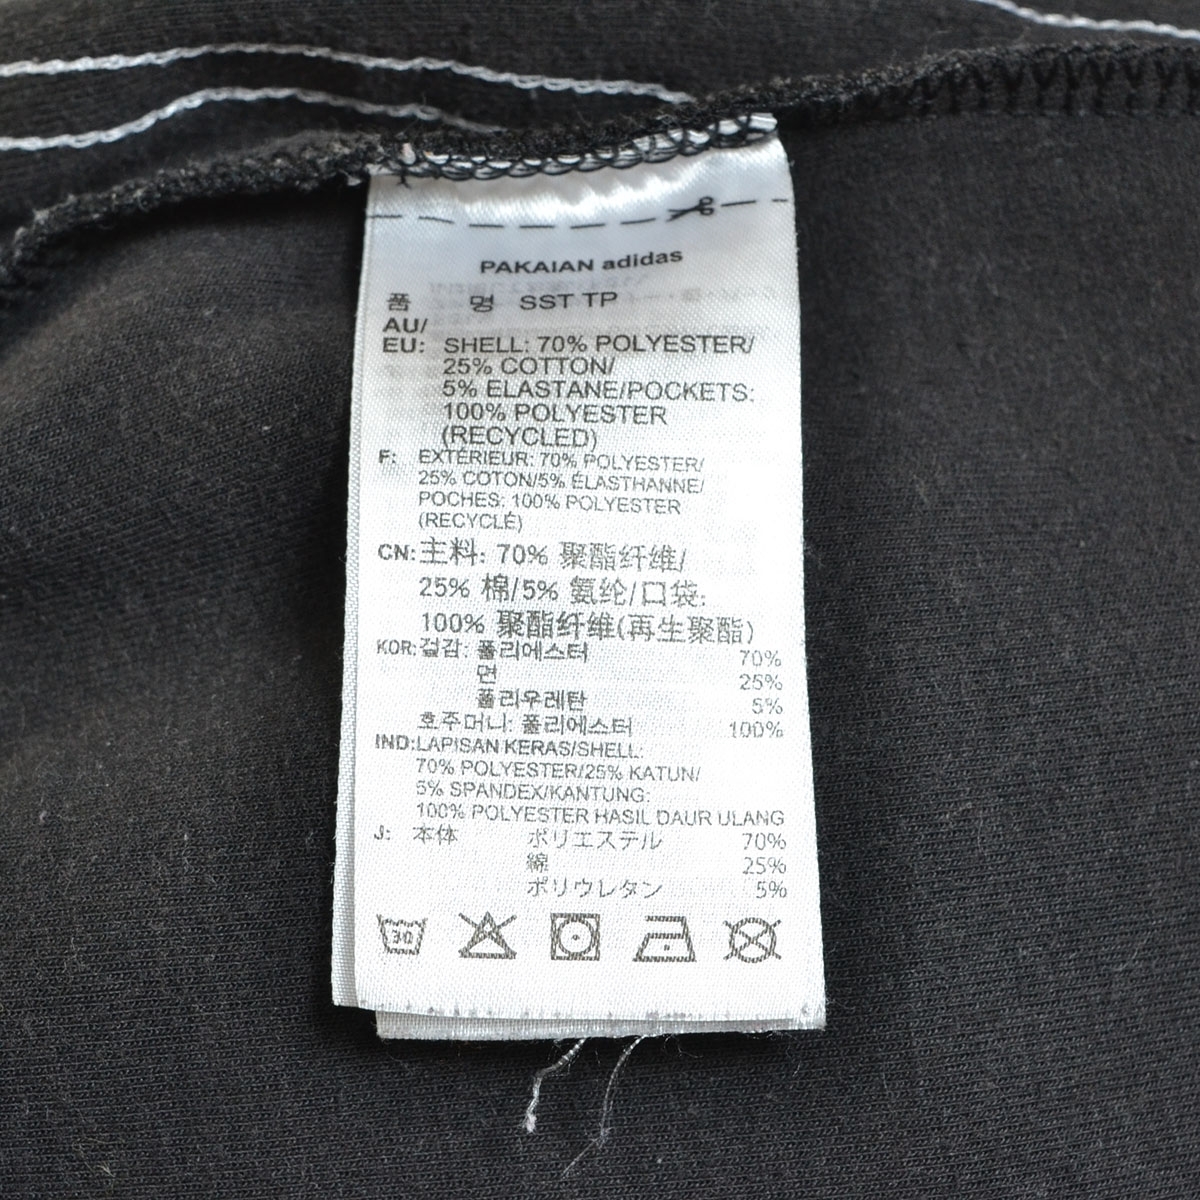 PAKAIAN adidas
품 명 SST TP
AU/
EU: SHELL: 70% POLYESTER/
25% COTTON/
5% ELASTANE/POCKETS:
100% POLYESTER
(RECYCLED)
F: EXTÉRIEUR: 70% POLYESTER/
25% COTON/5% ÉLASTHANNE/
POCHES: 100% POLYESTER
(RECYCLÉ)
CN: 主料: 70% 聚酯纤维/
25% 棉/5% 氨纶/口袋:
100% 聚酯纤维(再生聚酯)
KOR: 겉감: 폴리에스터 70%
면 25%
폴리우레탄 5%
호주머니: 폴리에스터 100%
IND: LAPISAN KERAS/SHELL:
70% POLYESTER/25% KATUN/
5% SPANDEX/KANTUNG:
100% POLYESTER HASIL DAUR ULANG
J: 本体 ポリエステル 70%
綿 25%
ポリウレタン 5%
30